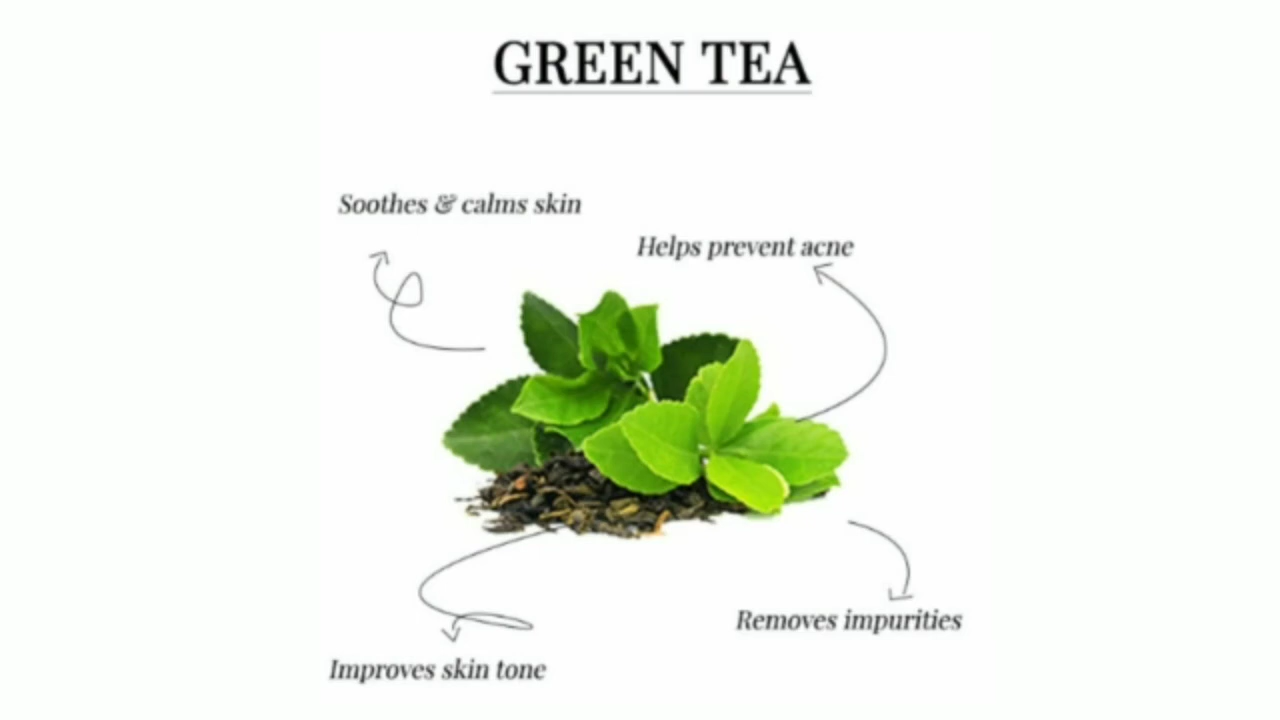 GREEN TEA
Soothes & calms skin
Helps prevent acne
Removes impurities
Improves skin tone